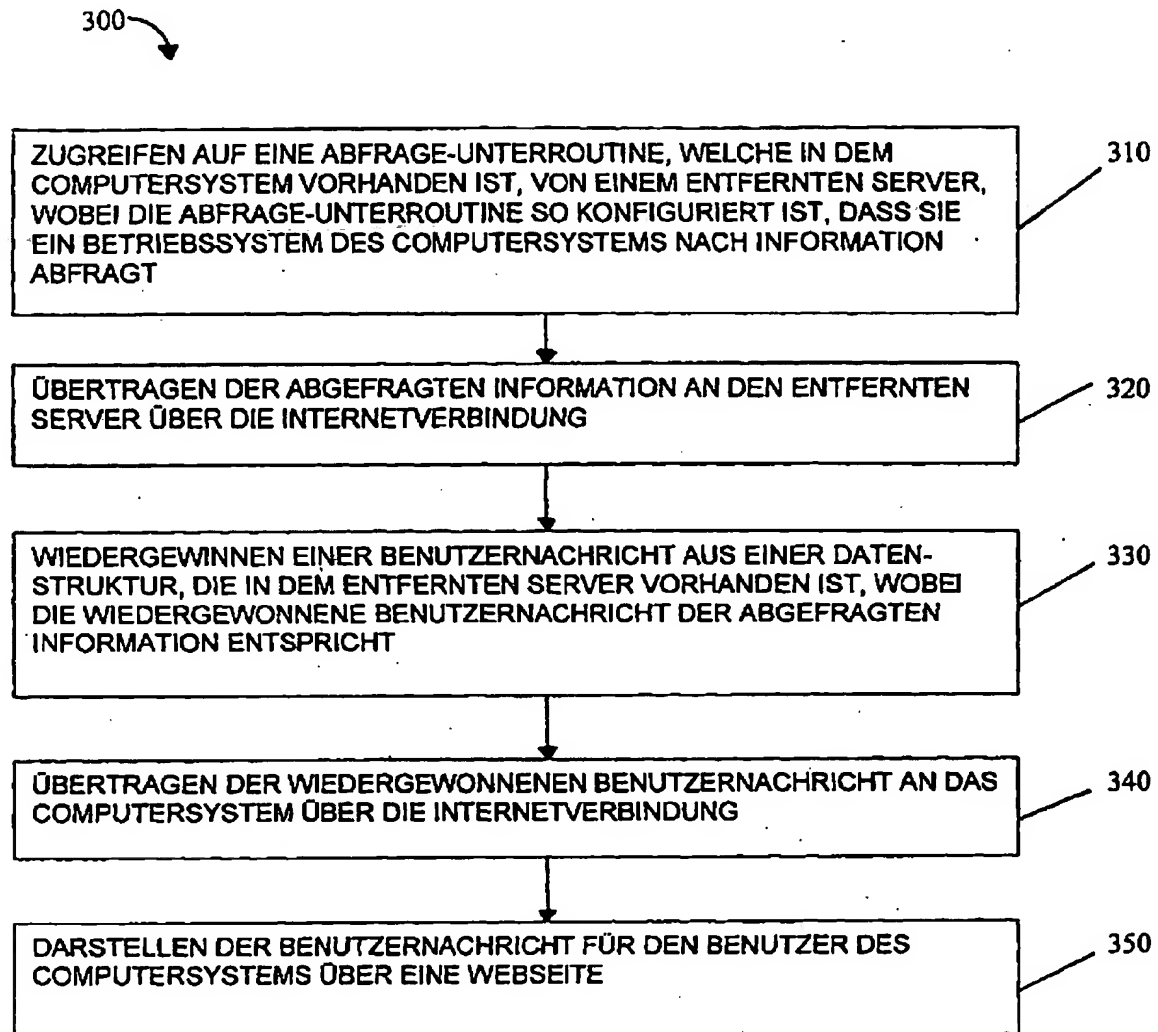 300
ZUGREIFEN AUF EINE ABFRAGE-UNTERROUTINE, WELCHE IN DEM
COMPUTERSYSTEM VORHANDEN IST, VON EINEM ENTFERNTEN SERVER,
WOBEI DIE ABFRAGE-UNTERROUTINE SO KONFIGURIERT IST, DASS SIE
EIN BETRIEBSSYSTEM DES COMPUTERSYSTEMS NACH INFORMATION
ABFRAGT
310
ÜBERTRAGEN DER ABGEFRAGTEN INFORMATION AN DEN ENTFERNTEN
SERVER ÜBER DIE INTERNETVERBINDUNG
320
WIEDERGEWINNEN EINER BENUTZERNACHRICHT AUS EINER DATEN-
STRUKTUR, DIE IN DEM ENTFERNTEN SERVER VORHANDEN IST, WOBEI
DIE WIEDERGEWONNENE BENUTZERNACHRICHT DER ABGEFRAGTEN
INFORMATION ENTSPRICHT
330
ÜBERTRAGEN DER WIEDERGEWONNENEN BENUTZERNACHRICHT AN DAS
COMPUTERSYSTEM ÜBER DIE INTERNETVERBINDUNG
340
DARSTELLEN DER BENUTZERNACHRICHT FÜR DEN BENUTZER DES
COMPUTERSYSTEMS ÜBER EINE WEBSEITE
350